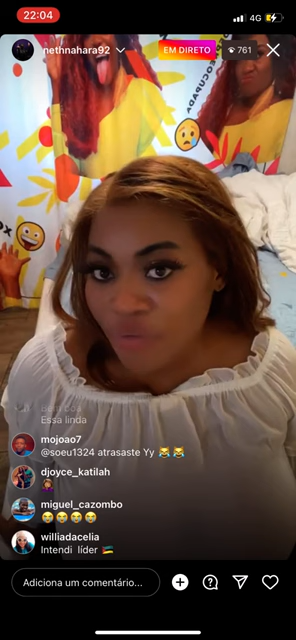 22:04
4G
nethnahara92
EM DIRETO
761
OCUPADA
Essa linda
mojoao7
@soeu1324 atrasaste Yy 😹😹
djoyce_katilah
🤦🏾‍♀️
miguel_cazombo
😂😂😂😂
williadacelia
Intendi líder 🇲🇿
Adiciona um comentário...